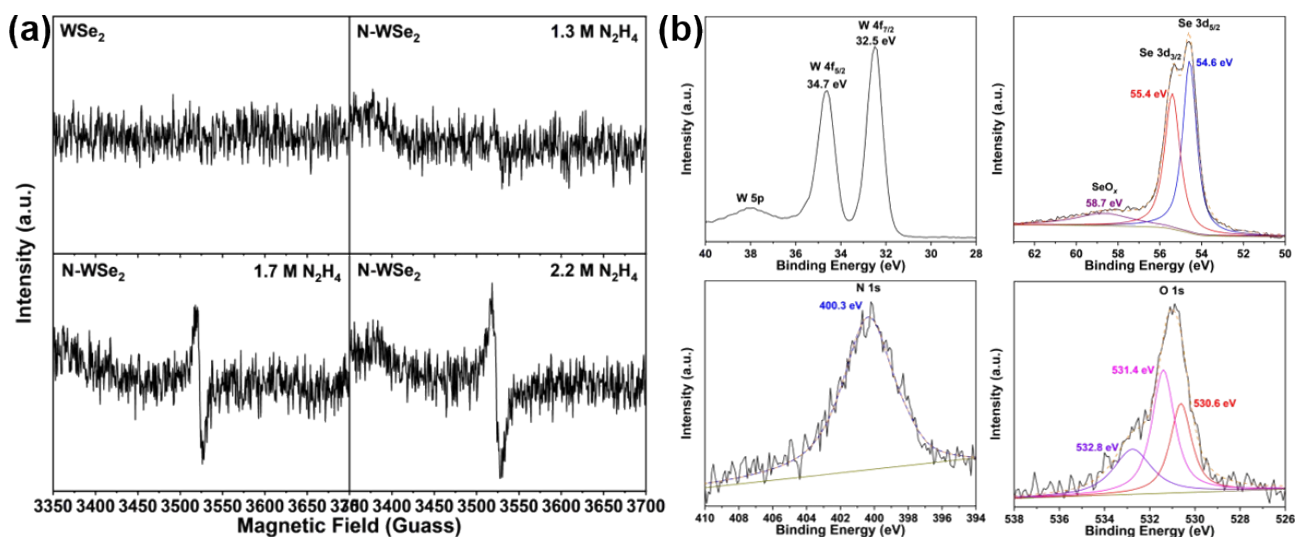 (a)
WSe2
N-WSe2 1.3 M N2H4
N-WSe2 1.7 M N2H4
N-WSe2 2.2 M N2H4
Intensity (a.u.)
3350 3400 3450 3500 3550 3600 3650
3400 3450 3500 3550 3600 3650 3700
Magnetic Field (Guass)
(b)
W 4f7/2
32.5 eV
W 4f5/2
34.7 eV
W 5p
Intensity (a.u.)
40 38 36 34 32 30 28
Binding Energy (eV)
Se 3d5/2
Se 3d3/2
54.6 eV
55.4 eV
SeOx
58.7 eV
Intensity (a.u.)
62 60 58 56 54 52 50
Binding Energy (eV)
N 1s
400.3 eV
Intensity (a.u.)
410 408 406 404 402 400 398 396 394
Binding Energy (eV)
O 1s
531.4 eV
530.6 eV
532.8 eV
Intensity (a.u.)
538 536 534 532 530 528 526
Binding Energy (eV)